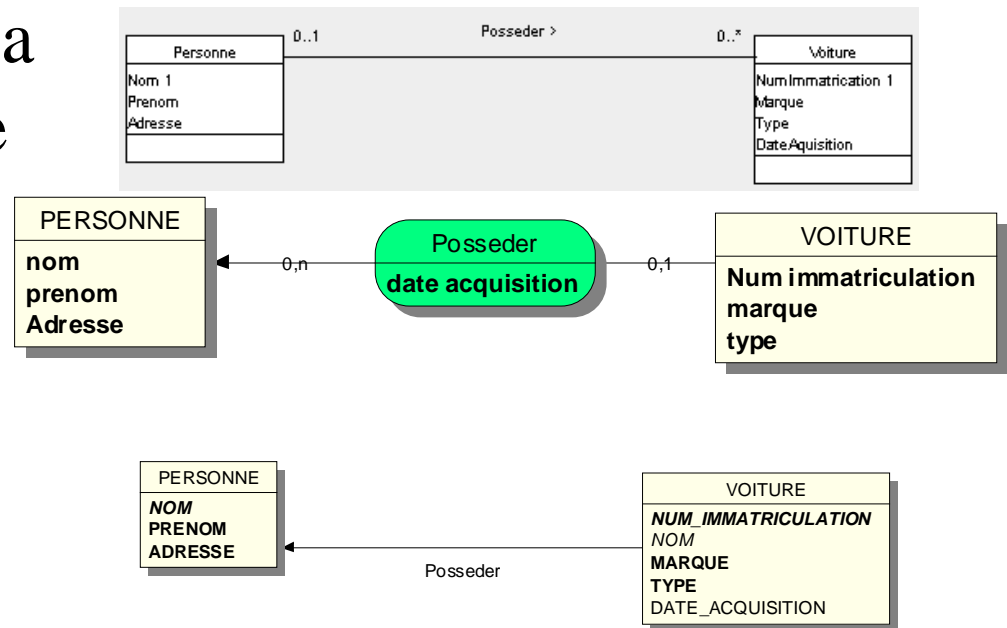 a
e
0..1
Posseder >
0..*
Personne
Nom 1
Prenom
Adresse
Voiture
NumImmatrication 1
Marque
Type
DateAquisition
PERSONNE
nom
prenom
Adresse
0,n
Posseder
date acquisition
0,1
VOITURE
Num immatriculation
marque
type
PERSONNE
NOM
PRENOM
ADRESSE
Posseder
VOITURE
NUM_IMMATRICULATION
NOM
MARQUE
TYPE
DATE_ACQUISITION